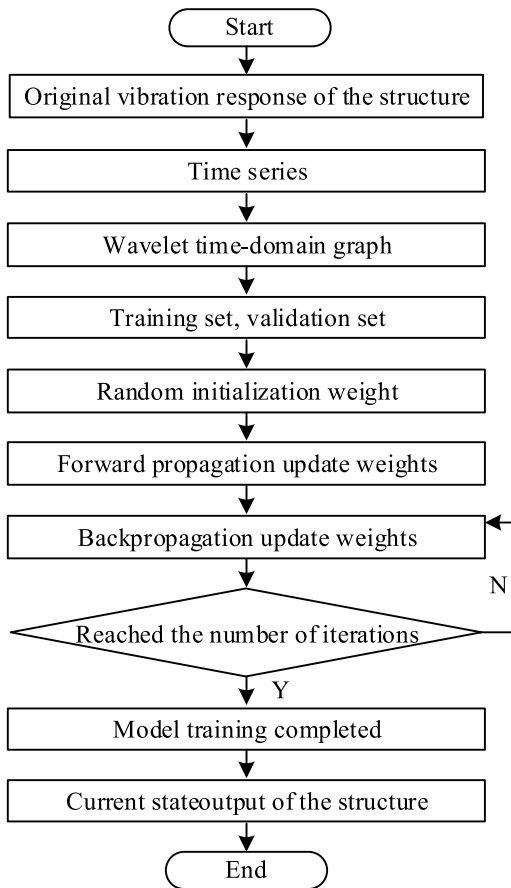 Start
Original vibration response of the structure
Time series
Wavelet time-domain graph
Training set, validation set
Random initialization weight
Forward propagation update weights
Backpropagation update weights
N
Reached the number of iterations
Y
Model training completed
Current stateoutput of the structure
End